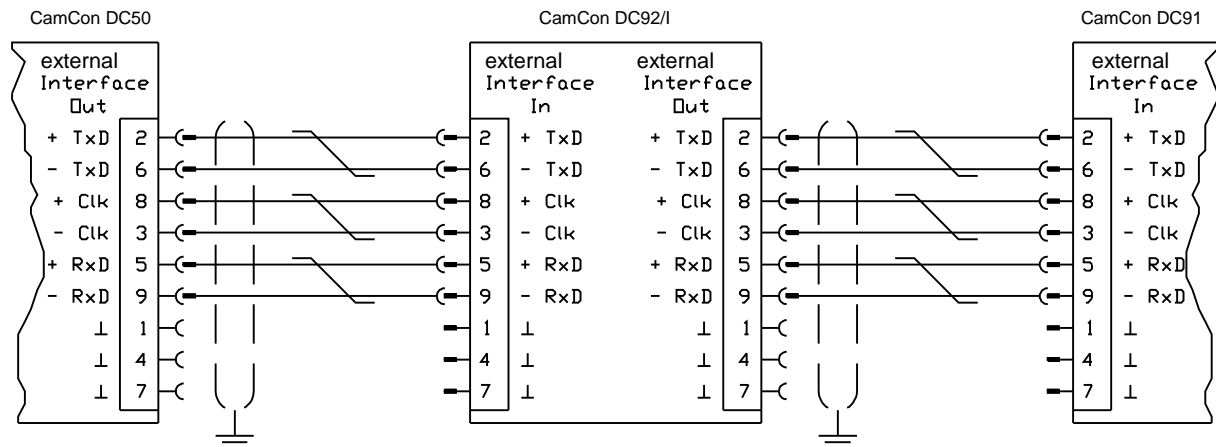 CamCon DC50 CamCon DC92/I CamCon DC91
external external external external
Interface Interface Interface Interface
Out In Out In
+ TxD 2 2 + TxD + TxD 2 2 + TxD
- TxD 6 6 - TxD - TxD 6 6 - TxD
+ Clk 8 8 + Clk + Clk 8 8 + Clk
- Clk 3 3 - Clk - Clk 3 3 - Clk
+ RxD 5 5 + RxD + RxD 5 5 + RxD
- RxD 9 9 - RxD - RxD 9 9 - RxD
⊥ 1 1 ⊥ ⊥ 1 1 ⊥
⊥ 4 4 ⊥ ⊥ 4 4 ⊥
⊥ 7 7 ⊥ ⊥ 7 7 ⊥